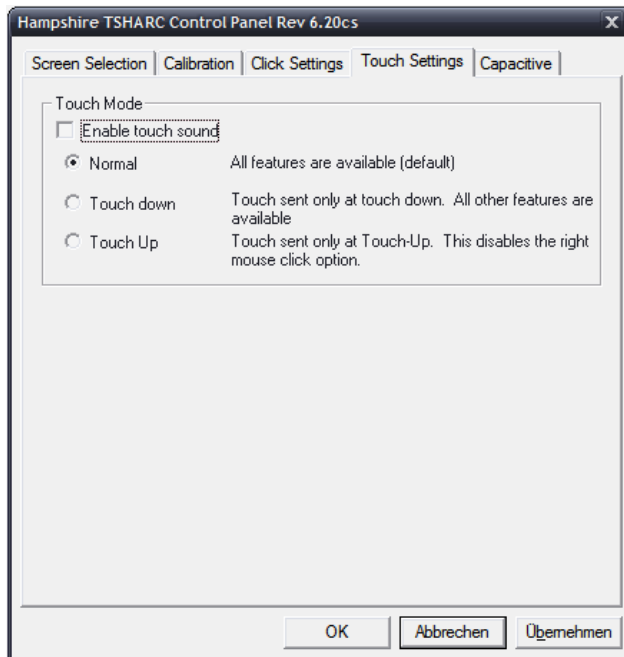 Hampshire TSHARC Control Panel Rev 6.20cs
Screen Selection Calibration Click Settings Touch Settings Capacitive
Touch Mode
Enable touch sound
Normal All features are available (default)
Touch down Touch sent only at touch down. All other features are
available
Touch Up Touch sent only at Touch-Up. This disables the right
mouse click option.
OK Abbrechen Übernehmen